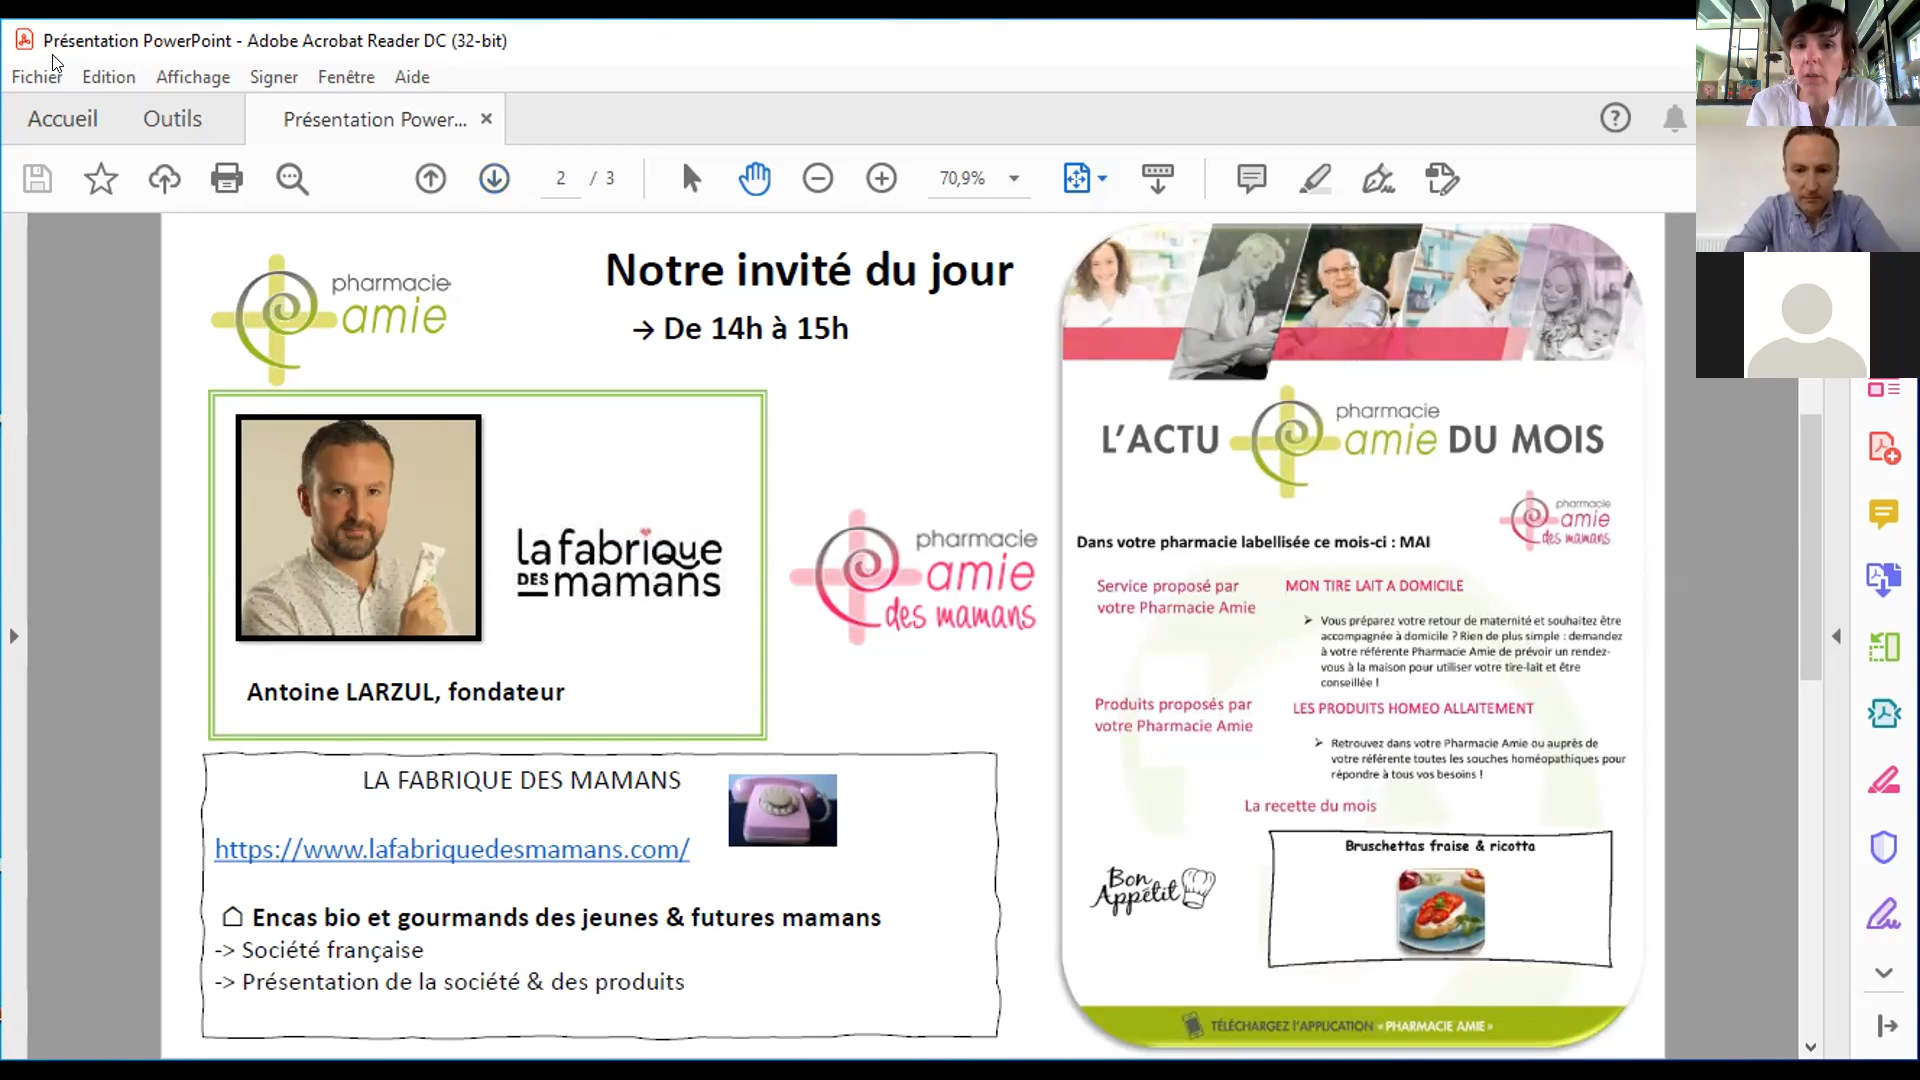 Présentation PowerPoint - Adobe Acrobat Reader DC (32-bit)
Fichier Edition Affichage Signer Fenêtre Aide
Accueil Outils Présentation Power...
2 / 3 70,9%
pharmacie
amie
Notre invité du jour
→ De 14h à 15h
la fabrique
DES mamans
Antoine LARZUL, fondateur
pharmacie
amie
des mamans
LA FABRIQUE DES MAMANS
https://www.lafabriquedesmamans.com/
Encas bio et gourmands des jeunes & futures mamans
-> Société française
-> Présentation de la société & des produits
L'ACTU pharmacie amie DU MOIS
pharmacie
amie
des mamans
Dans votre pharmacie labellisée ce mois-ci : MAI
Service proposé par
votre Pharmacie Amie
MON TIRE LAIT A DOMICILE
➤ Vous préparez votre retour de maternité et souhaitez être
accompagnée à domicile ? Rien de plus simple : demandez
à votre référente Pharmacie Amie de prévoir un rendez-
vous à la maison pour utiliser votre tire-lait et être
conseillée !
Produits proposés par
votre Pharmacie Amie
LES PRODUITS HOMEO ALLAITEMENT
➤ Retrouvez dans votre Pharmacie Amie ou auprès de
votre référente toutes les souches homéopathiques pour
répondre à tous vos besoins !
La recette du mois
Bruschettas fraise & ricotta
Bon
Appétit
TÉLÉCHARGEZ l'APPLICATION « PHARMACIE AMIE »